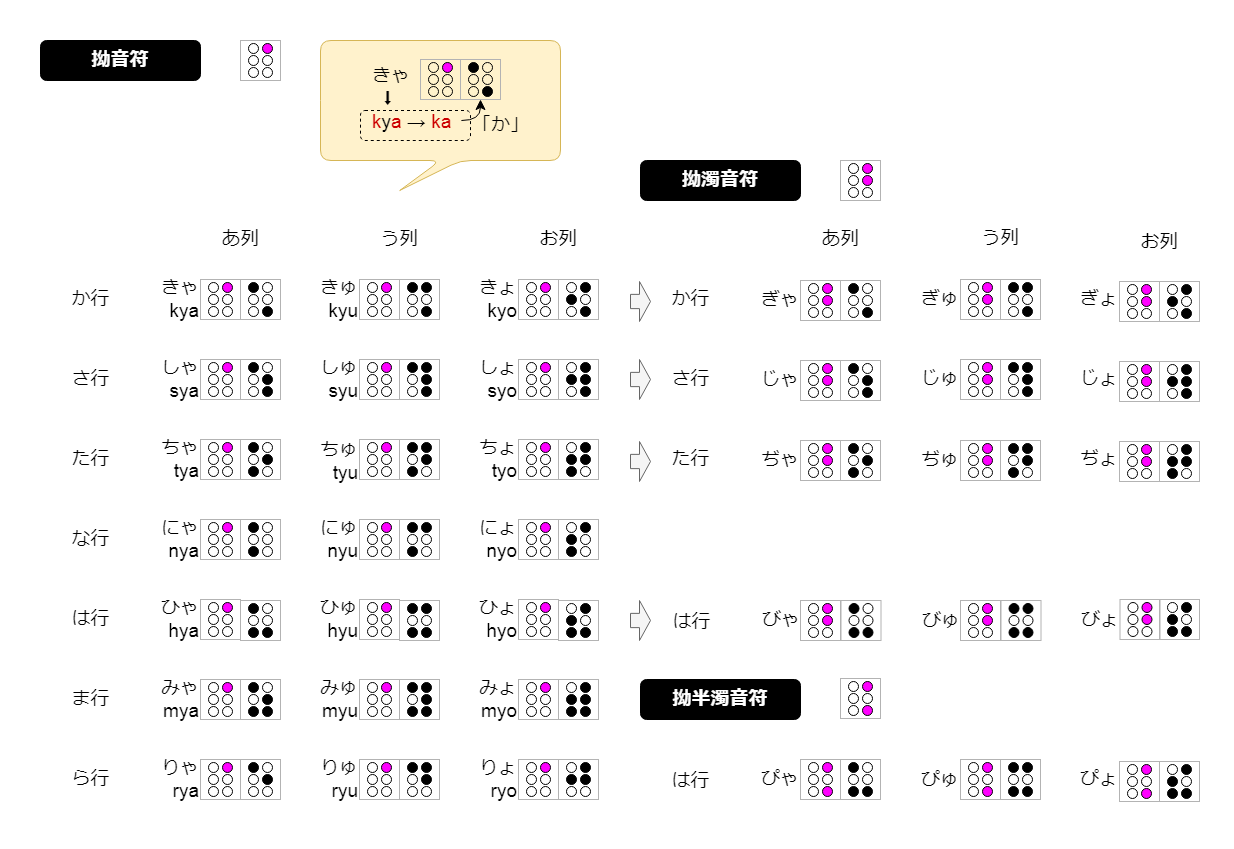 拗音符
きゃ
kya → ka 「か」
拗濁音符
あ列 う列 お列 あ列 う列 お列
か行 きゃ きゅ きょ か行 ぎゃ ぎゅ ぎょ
kya kyu kyo
さ行 しゃ しゅ しょ さ行 じゃ じゅ じょ
sya syu syo
た行 ちゃ ちゅ ちょ た行 ぢゃ ぢゅ ぢょ
tya tyu tyo
な行 にゃ にゅ にょ
nya nyu nyo
は行 ひゃ ひゅ ひょ は行 びゃ びゅ びょ
hya hyu hyo
ま行 みゃ みゅ みょ 拗半濁音符
mya myu myo
ら行 りゃ りゅ りょ は行 ぴゃ ぴゅ ぴょ
rya ryu ryo